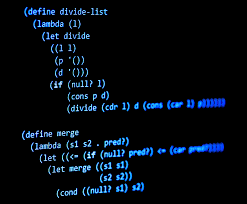 (define divide-list
(lambda (l)
(let divide
((l l)
(p '())
(d '()))
(if (null? l)
(cons p d)
(divide (cdr l) d (cons (car l) p))))))
(define merge
(lambda (s1 s2 . pred?)
(let ((<= (if (null? pred?) <= (car pred?))))
(let merge ((s1 s1)
(s2 s2))
(cond ((null? s1) s2)